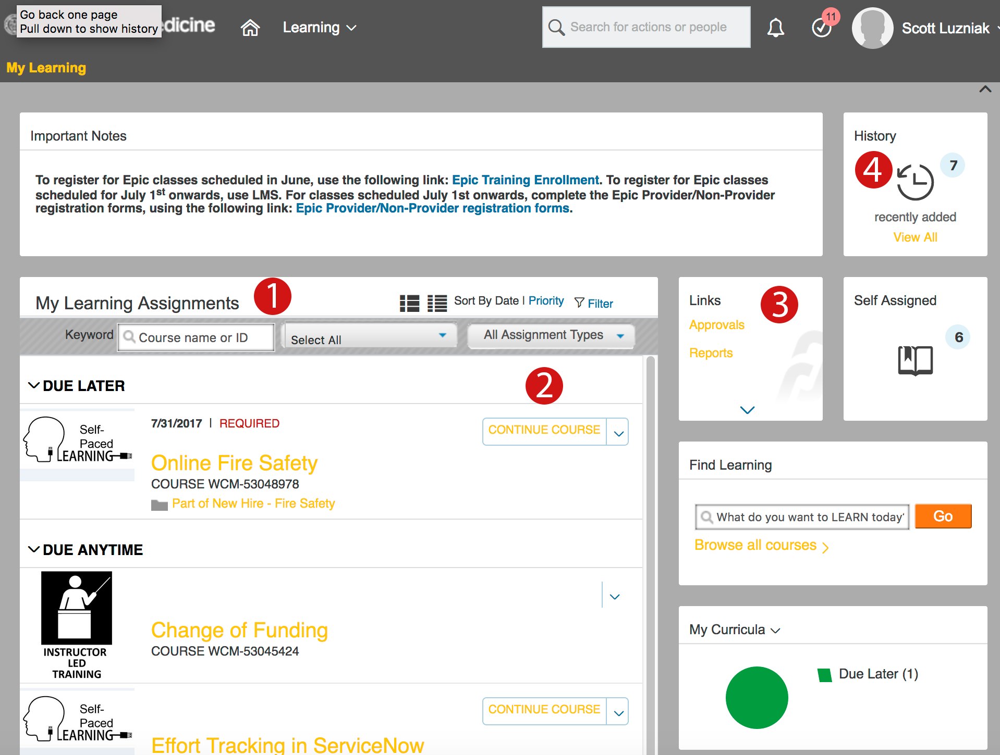 Go back one page
Pull down to show history
edicine
Learning
Search for actions or people
11
Scott Luzniak
My Learning
Important Notes
To register for Epic classes scheduled in June, use the following link: Epic Training Enrollment. To register for Epic classes
scheduled for July 1st onwards, use LMS. For classes scheduled July 1st onwards, complete the Epic Provider/Non-Provider
registration forms, using the following link: Epic Provider/Non-Provider registration forms.
History
4
7
recently added
View All
My Learning Assignments
1
Sort By Date | Priority
Filter
Keyword
Course name or ID
Select All
All Assignment Types
DUE LATER
2
Self-
Paced
LEARNING
7/31/2017 | REQUIRED
CONTINUE COURSE
Online Fire Safety
COURSE WCM-53048978
Part of New Hire - Fire Safety
DUE ANYTIME
INSTRUCTOR
LED
TRAINING
Change of Funding
COURSE WCM-53045424
Self-
Paced
LEARNING
CONTINUE COURSE
Effort Tracking in ServiceNow
Links
3
Approvals
Reports
Self Assigned
6
Find Learning
What do you want to LEARN today
Go
Browse all courses
My Curricula
Due Later (1)